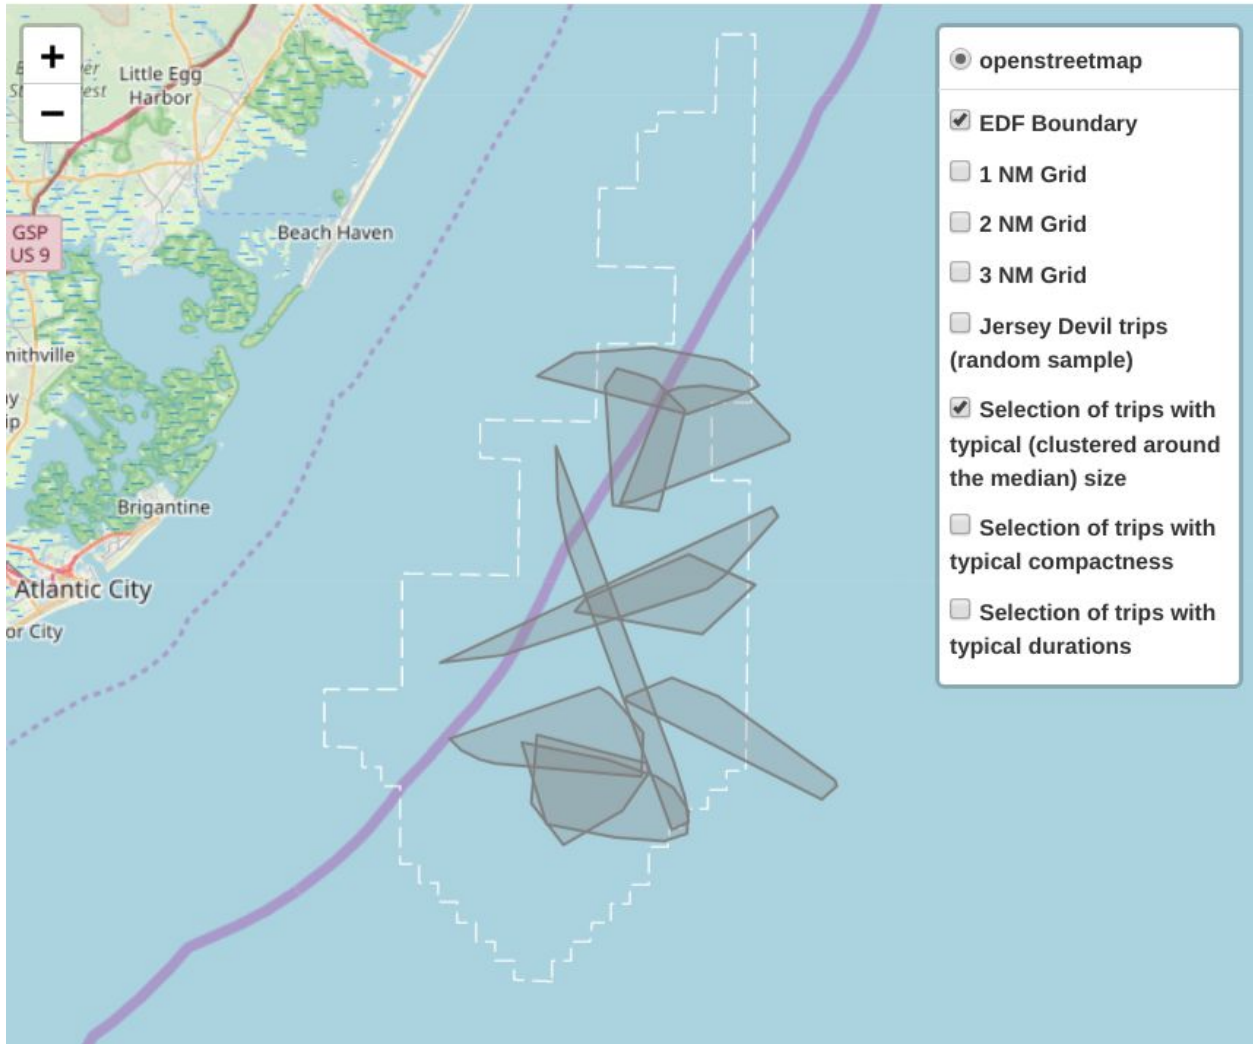 +
−
Little Egg
Harbor
GSP
US 9
Beach Haven
mithville
Brigantine
Atlantic City
or City
openstreetmap
EDF Boundary
1 NM Grid
2 NM Grid
3 NM Grid
Jersey Devil trips
(random sample)
Selection of trips with
typical (clustered around
the median) size
Selection of trips with
typical compactness
Selection of trips with
typical durations